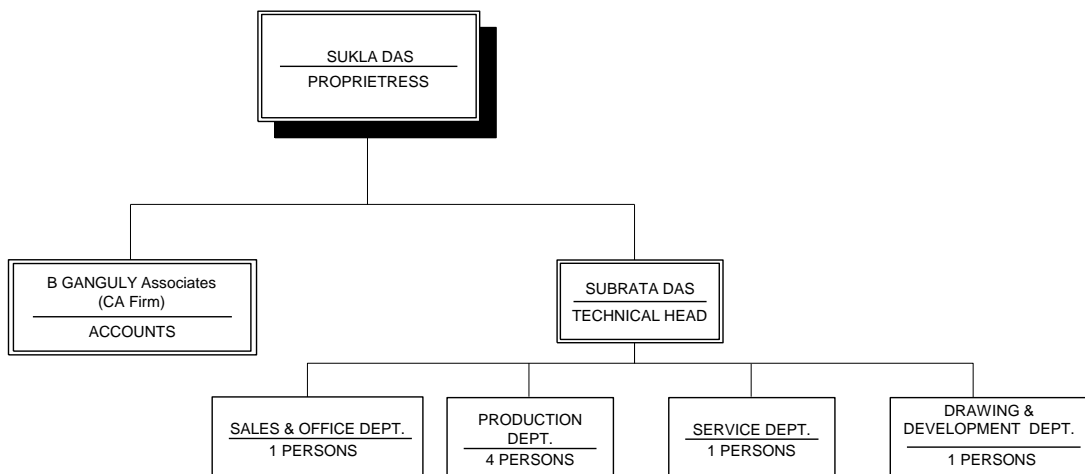 SUKLA DAS
PROPRIETRESS
B GANGULY Associates
(CA Firm)
ACCOUNTS
SUBRATA DAS
TECHNICAL HEAD
SALES & OFFICE DEPT.
1 PERSONS
PRODUCTION
DEPT.
4 PERSONS
SERVICE DEPT.
1 PERSONS
DRAWING &
DEVELOPMENT DEPT.
1 PERSONS